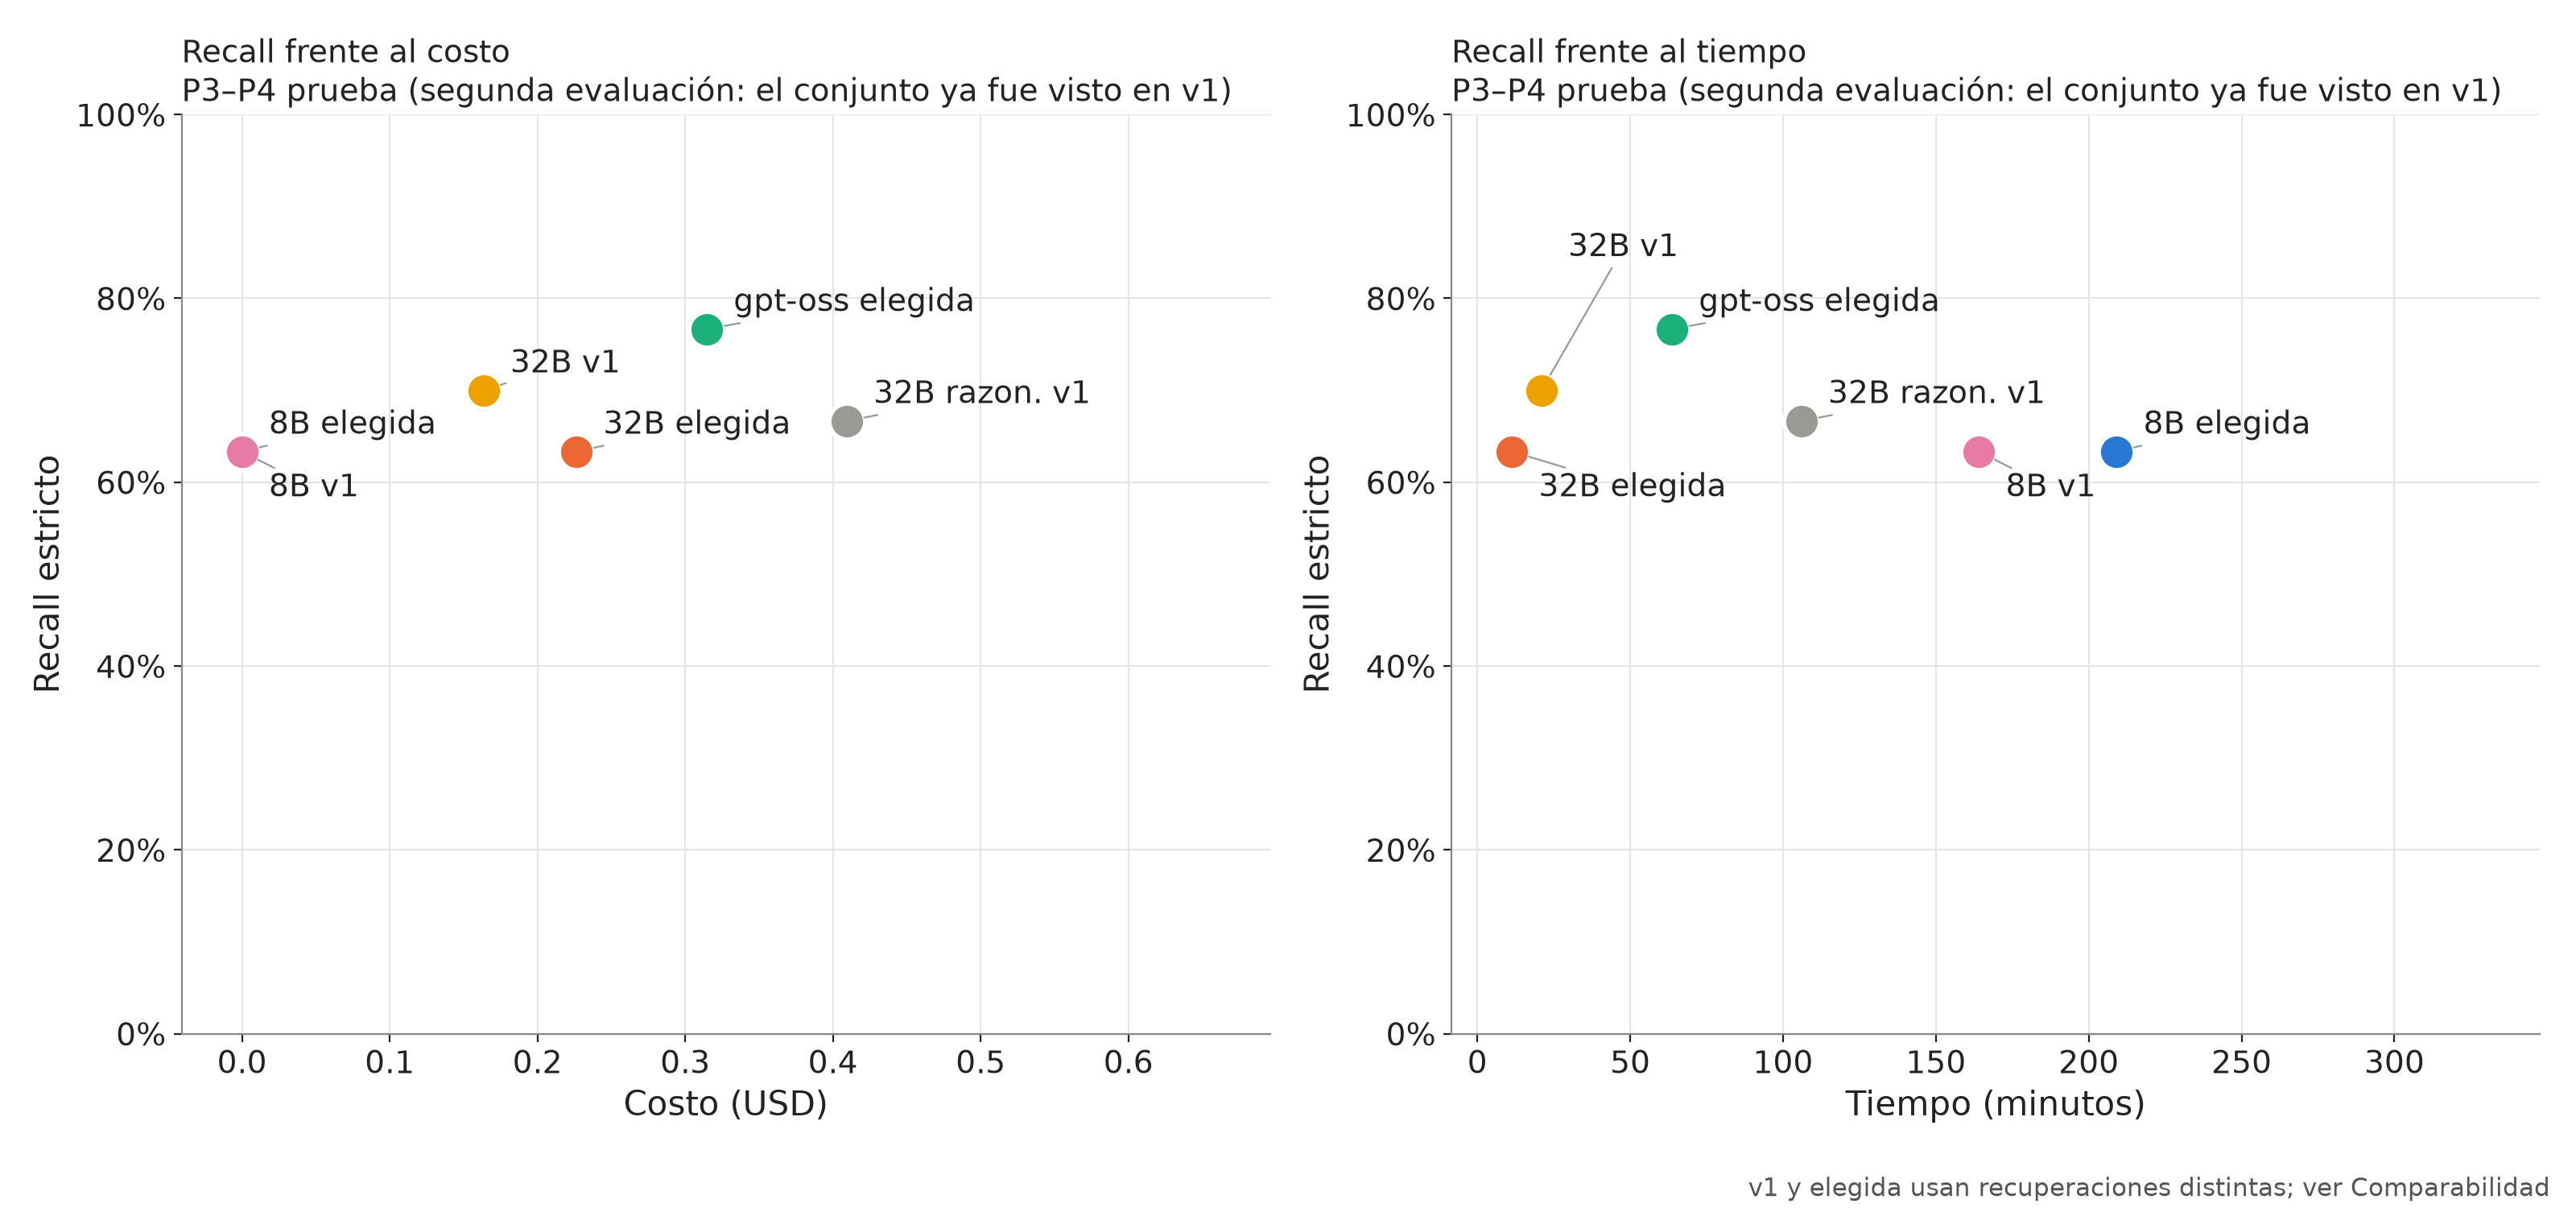 Recall frente al costo
P3–P4 prueba (segunda evaluación: el conjunto ya fue visto en v1)
100%
80%
60%
40%
20%
0%
Recall estricto
gpt-oss elegida
32B v1
32B razon. v1
8B elegida
32B elegida
8B v1
0.0
0.1
0.2
0.3
0.4
0.5
0.6
Costo (USD)
Recall frente al tiempo
P3–P4 prueba (segunda evaluación: el conjunto ya fue visto en v1)
100%
80%
60%
40%
20%
0%
Recall estricto
32B v1
gpt-oss elegida
32B razon. v1
8B elegida
32B elegida
8B v1
0
50
100
150
200
250
300
Tiempo (minutos)
v1 y elegida usan recuperaciones distintas; ver Comparabilidad